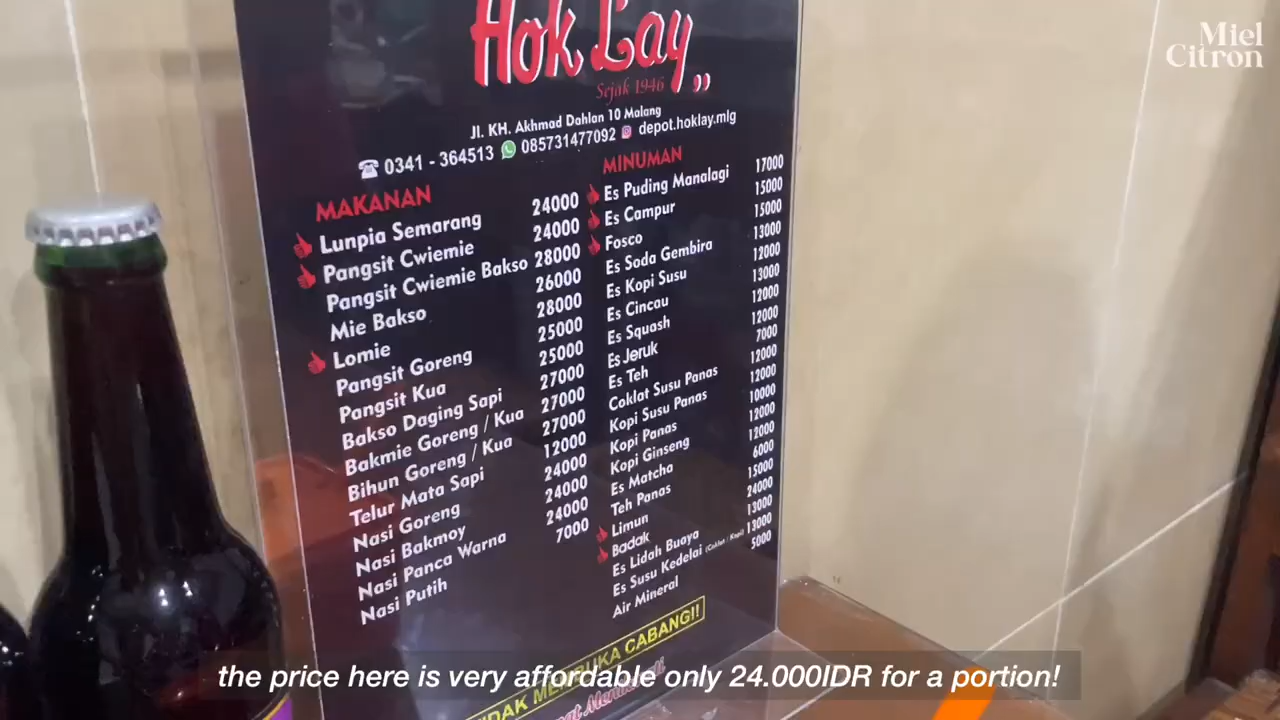 Miel
Citron
Hok Lay,,
Sejak 1946
Jl. KH. Akhmad Dahlan 10 Malang
0341 - 364513 085731477092 depot.hoklay.mlg
MAKANAN
Lunpia Semarang 24000
Pangsit Cwiemie 24000
Pangsit Cwiemie Bakso 28000
Mie Bakso 26000
Lomie 28000
Pangsit Goreng 25000
Pangsit Kua 25000
Bakso Daging Sapi 27000
Bakmie Goreng / Kua 27000
Bihun Goreng / Kua 27000
Telur Mata Sapi 12000
Nasi Goreng 24000
Nasi Bakmoy 24000
Nasi Panca Warna 24000
Nasi Putih 7000
MINUMAN
Es Puding Manalagi 17000
Es Campur 15000
Fosco 15000
Es Soda Gembira 13000
Es Kopi Susu 12000
Es Cincau 13000
Es Squash 12000
Es Jeruk 12000
Es Teh 7000
Coklat Susu Panas 12000
Kopi Susu Panas 12000
Kopi Panas 10000
Kopi Ginseng 12000
Es Matcha 12000
Teh Panas 6000
Limun 15000
Badak 24000
Es Lidah Buaya 13000
Es Susu Kedelai (Coklat / Kopi) 13000
Air Mineral 5000
TIDAK MEMBUKA CABANG!!
the price here is very affordable only 24.000IDR for a portion!